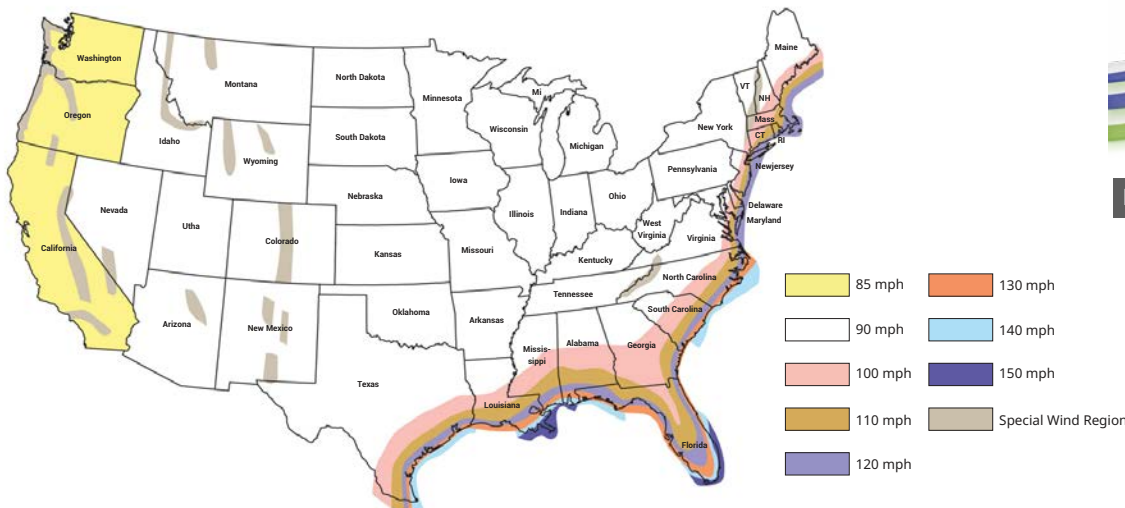 Washington
Montana
North Dakota
Minnesota
Maine
VT
NH
Mass
CT
RI
New York
Mi
Wisconsin
Michigan
Oregon
Idaho
South Dakota
Wyoming
Pennsylvania
Newjersey
Iowa
Nebraska
Ohio
Illinois
Indiana
Delaware
Maryland
West
Virginia
Virginia
Nevada
Utha
Colorado
California
Kansas
Missouri
Kentucky
North Carolina
Tennessee
Arizona
New Mexico
Oklahoma
Arkansas
South Carolina
Missis-
sippi
Alabama
Georgia
Texas
Louisiana
Florida
85 mph
90 mph
100 mph
110 mph
120 mph
130 mph
140 mph
150 mph
Special Wind Region